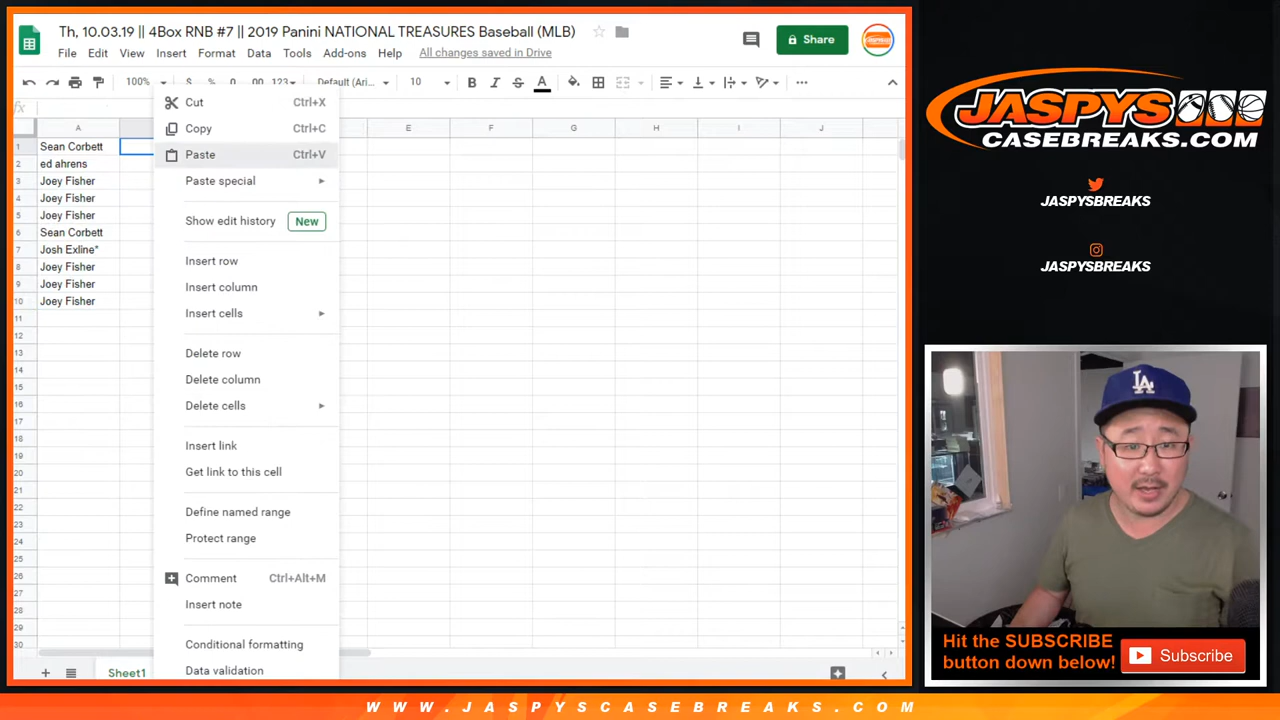 Th, 10.03.19 || 4Box RNB #7 || 2019 Panini NATIONAL TREASURES Baseball (MLB)
File Edit View Insert Format Data Tools Add-ons Help All changes saved in Drive
Share
100% $ % .0 .00 123 Default (Ari... 10 B I S A
fx
A E F G H I J
1 Sean Corbett
2 ed ahrens
3 Joey Fisher
4 Joey Fisher
5 Joey Fisher
6 Sean Corbett
7 Josh Exline*
8 Joey Fisher
9 Joey Fisher
10 Joey Fisher
11
12
13
14
15
16
17
18
19
20
21
22
23
24
25
26
27
28
29
30
Cut Ctrl+X
Copy Ctrl+C
Paste Ctrl+V
Paste special
Show edit history New
Insert row
Insert column
Insert cells
Delete row
Delete column
Delete cells
Insert link
Get link to this cell
Define named range
Protect range
Comment Ctrl+Alt+M
Insert note
Conditional formatting
Data validation
Sheet1
JASPYS
CASEBREAKS.COM
JASPYSBREAKS
JASPYSBREAKS
LA
Hit the SUBSCRIBE
button down below!
Subscribe
WWW.JASPYSCASEBREAKS.COM